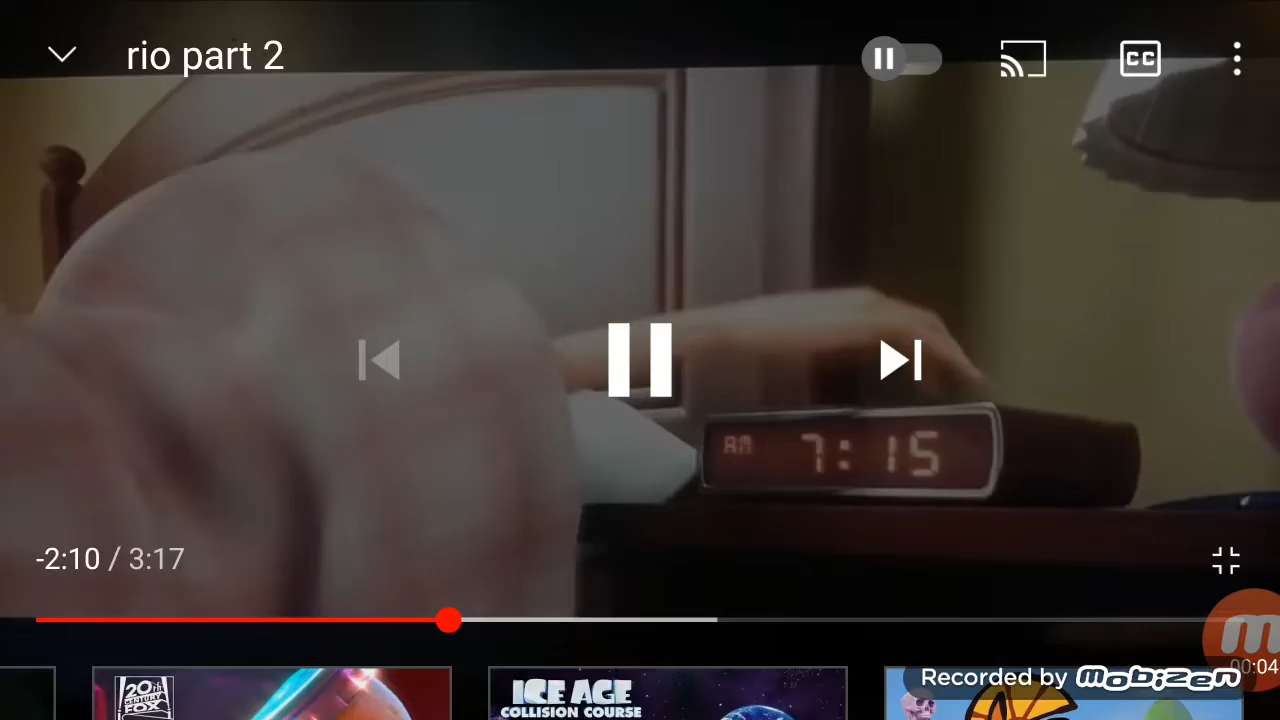 rio part 2
CC
AM 7:15
-2:10 / 3:17
00:04
Recorded by mobizen
20th
CENTURY
FOX
ICE AGE
COLLISION COURSE